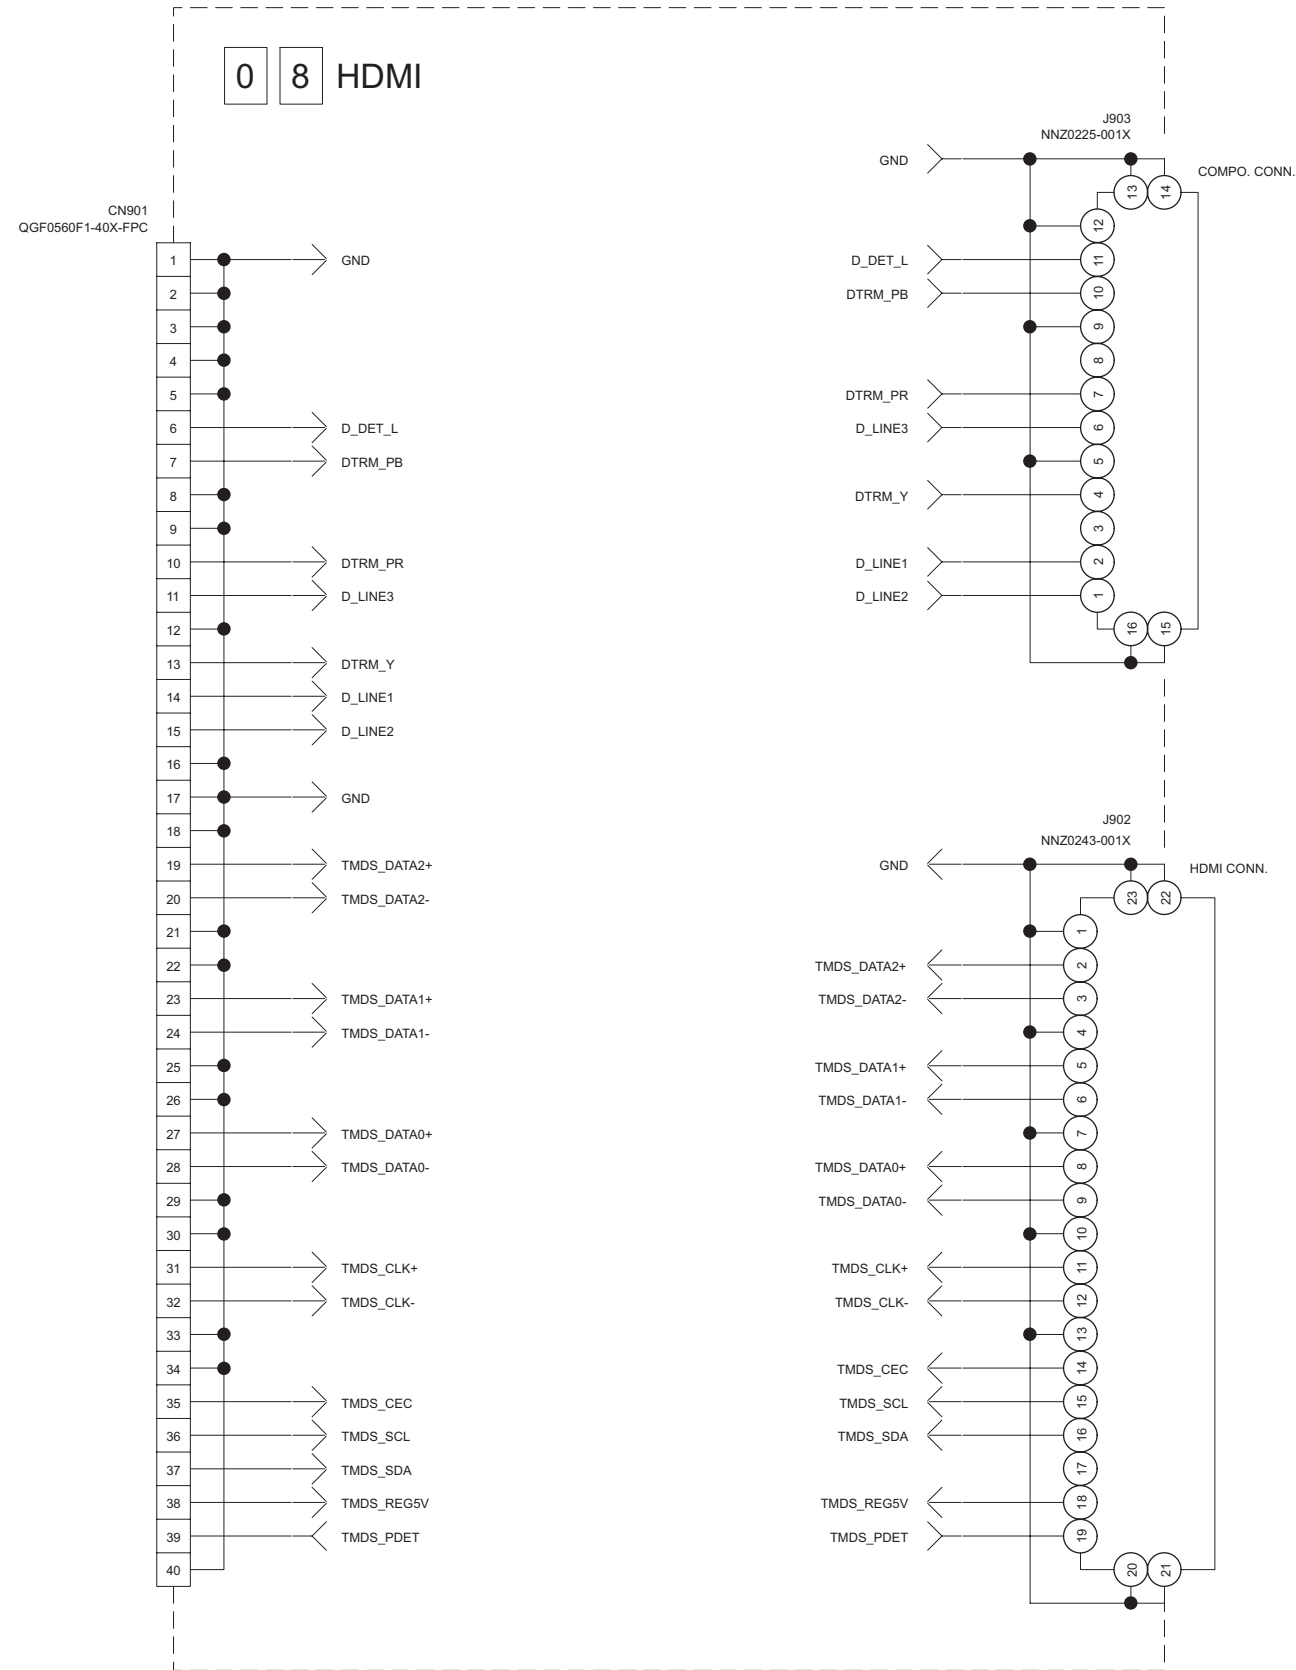 0 8 HDMI
CN901
QGF0560F1-40X-FPC
1 GND
2
3
4
5
6 D_DET_L
7 DTRM_PB
8
9
10 DTRM_PR
11 D_LINE3
12
13 DTRM_Y
14 D_LINE1
15 D_LINE2
16
17 GND
18
19 TMDS_DATA2+
20 TMDS_DATA2-
21
22
23 TMDS_DATA1+
24 TMDS_DATA1-
25
26
27 TMDS_DATA0+
28 TMDS_DATA0-
29
30
31 TMDS_CLK+
32 TMDS_CLK-
33
34
35 TMDS_CEC
36 TMDS_SCL
37 TMDS_SDA
38 TMDS_REG5V
39 TMDS_PDET
40
J903
NNZ0225-001X
COMPO. CONN.
GND
13 14
12
D_DET_L 11
DTRM_PB 10
9
8
DTRM_PR 7
D_LINE3 6
5
DTRM_Y 4
3
D_LINE1 2
D_LINE2 1
16 15
J902
NNZ0243-001X
HDMI CONN.
GND
23 22
1
TMDS_DATA2+ 2
TMDS_DATA2- 3
4
TMDS_DATA1+ 5
TMDS_DATA1- 6
7
TMDS_DATA0+ 8
TMDS_DATA0- 9
10
TMDS_CLK+ 11
TMDS_CLK- 12
13
TMDS_CEC 14
TMDS_SCL 15
TMDS_SDA 16
17
TMDS_REG5V 18
TMDS_PDET 19
20 21